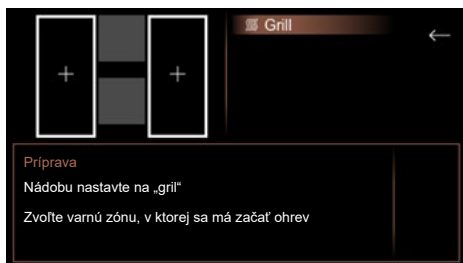 Grill
Príprava
Nádobu nastavte na „gril“
Zvoľte varnú zónu, v ktorej sa má začať ohrev